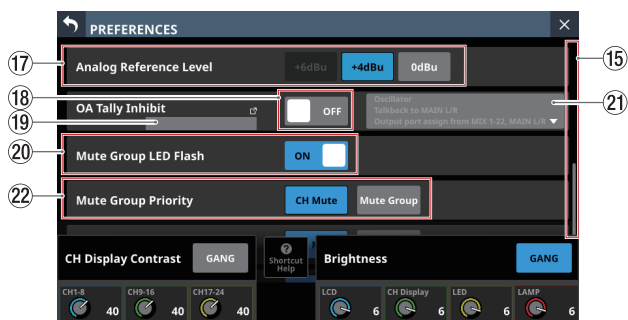 PREFERENCES
17 Analog Reference Level +6dBu +4dBu 0dBu 15
18
OA Tally Inhibit OFF
Oscillator
Talkback to MAIN L/R
Output port assign from MIX 1-22, MAIN L/R
21
19
20 Mute Group LED Flash ON
22 Mute Group Priority CH Mute Mute Group
CH Display Contrast GANG
Shortcut
Help
Brightness GANG
CH1-8 CH9-16 CH17-24 LCD CH Display LED LAMP
40 40 40 6 6 6 6